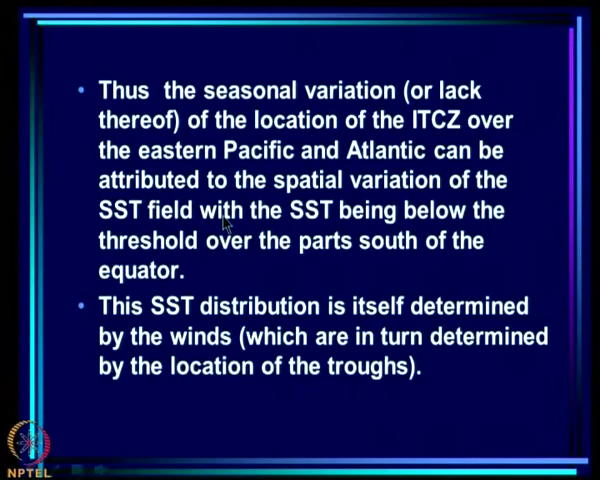 • Thus the seasonal variation (or lack
thereof) of the location of the ITCZ over
the eastern Pacific and Atlantic can be
attributed to the spatial variation of the
SST field with the SST being below the
threshold over the parts south of the
equator.
• This SST distribution is itself determined
by the winds (which are in turn determined
by the location of the troughs).
NPTEL